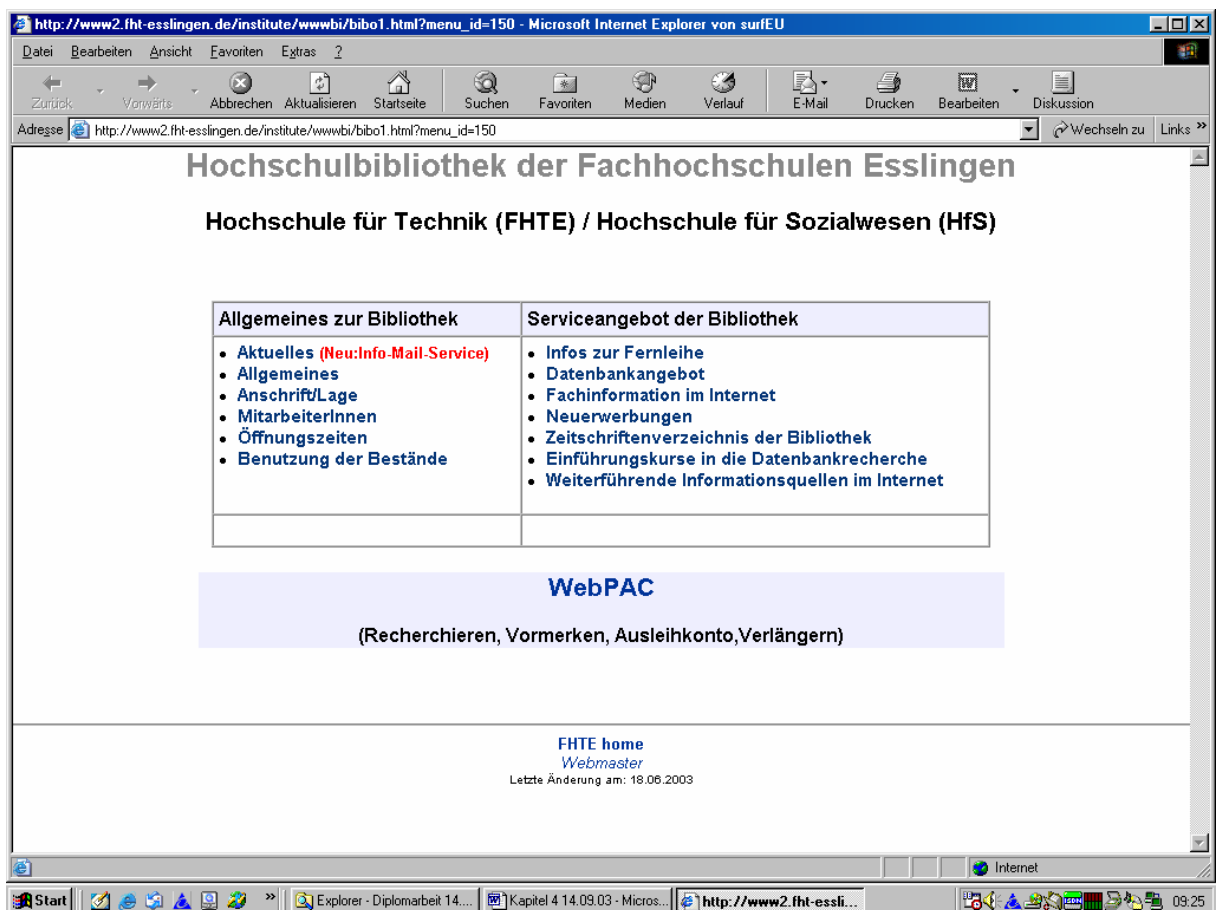 http://www2.fht-esslingen.de/institute/wwwbi/bibo1.html?menu_id=150 - Microsoft Internet Explorer von surfEU
Datei Bearbeiten Ansicht Favoriten Extras ?
Zurück Vorwärts Abbrechen Aktualisieren Startseite Suchen Favoriten Medien Verlauf E-Mail Drucken Bearbeiten Diskussion
Adresse http://www2.fht-esslingen.de/institute/wwwbi/bibo1.html?menu_id=150 Wechseln zu Links »
Hochschulbibliothek der Fachhochschulen Esslingen
Hochschule für Technik (FHTE) / Hochschule für Sozialwesen (HfS)
Allgemeines zur Bibliothek
• Aktuelles (Neu:Info-Mail-Service)
• Allgemeines
• Anschrift/Lage
• MitarbeiterInnen
• Öffnungszeiten
• Benutzung der Bestände
Serviceangebot der Bibliothek
• Infos zur Fernleihe
• Datenbankangebot
• Fachinformation im Internet
• Neuerwerbungen
• Zeitschriftenverzeichnis der Bibliothek
• Einführungskurse in die Datenbankrecherche
• Weiterführende Informationsquellen im Internet
WebPAC
(Recherchieren, Vormerken, Ausleihkonto,Verlängern)
FHTE home
Webmaster
Letzte Änderung am: 18.06.2003
Internet
Start » Explorer - Diplomarbeit 14.... Kapitel 4 14.09.03 - Micros... http://www2.fht-essli... ISDN 09:25